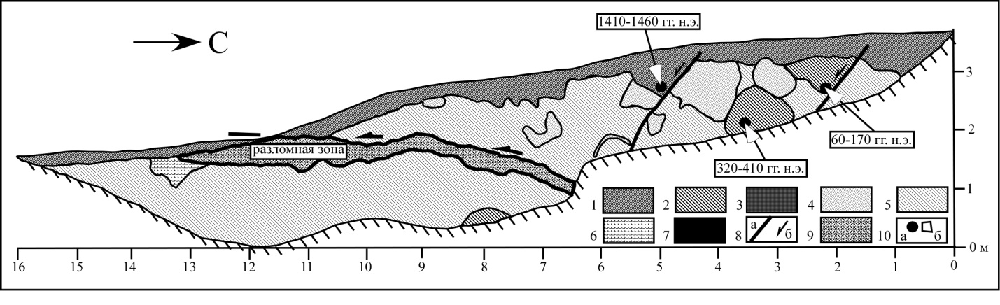 1410-1460 гг. н.э.
С
3
2
разломная зона
60-170 гг. н.э.
320-410 гг. н.э.
1 2 3 4 5
1
6 7 8 а б 9 10 а б
0 м
16 15 14 13 12 11 10 9 8 7 6 5 4 3 2 1 0